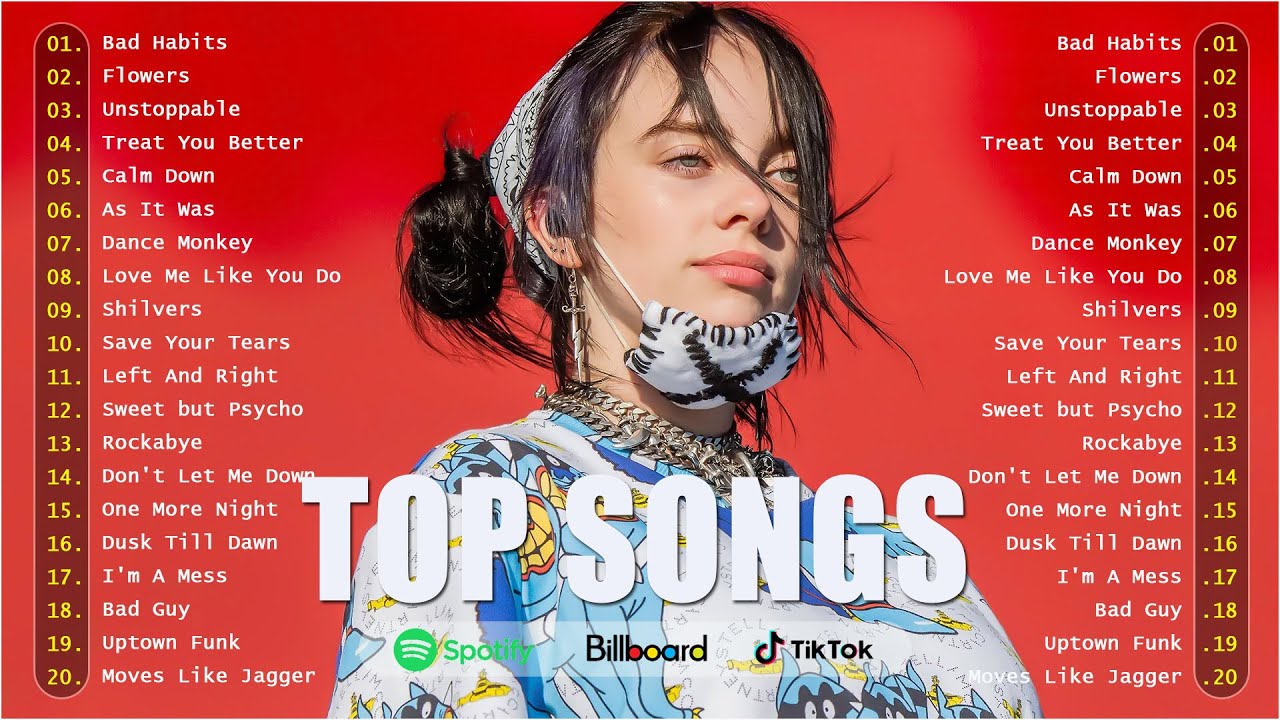 01. Bad Habits
02. Flowers
03. Unstoppable
04. Treat You Better
05. Calm Down
06. As It Was
07. Dance Monkey
08. Love Me Like You Do
09. Shilvers
10. Save Your Tears
11. Left And Right
12. Sweet but Psycho
13. Rockabye
14. Don't Let Me Down
15. One More Night
16. Dusk Till Dawn
17. I'm A Mess
18. Bad Guy
19. Uptown Funk
20. Moves Like Jagger
Bad Habits .01
Flowers .02
Unstoppable .03
Treat You Better .04
Calm Down .05
As It Was .06
Dance Monkey .07
Love Me Like You Do .08
Shilvers .09
Save Your Tears .10
Left And Right .11
Sweet but Psycho .12
Rockabye .13
Don't Let Me Down .14
One More Night .15
Dusk Till Dawn .16
I'm A Mess .17
Bad Guy .18
Uptown Funk .19
Moves Like Jagger .20
TOP SONGS
Spotify Billboard TikTok